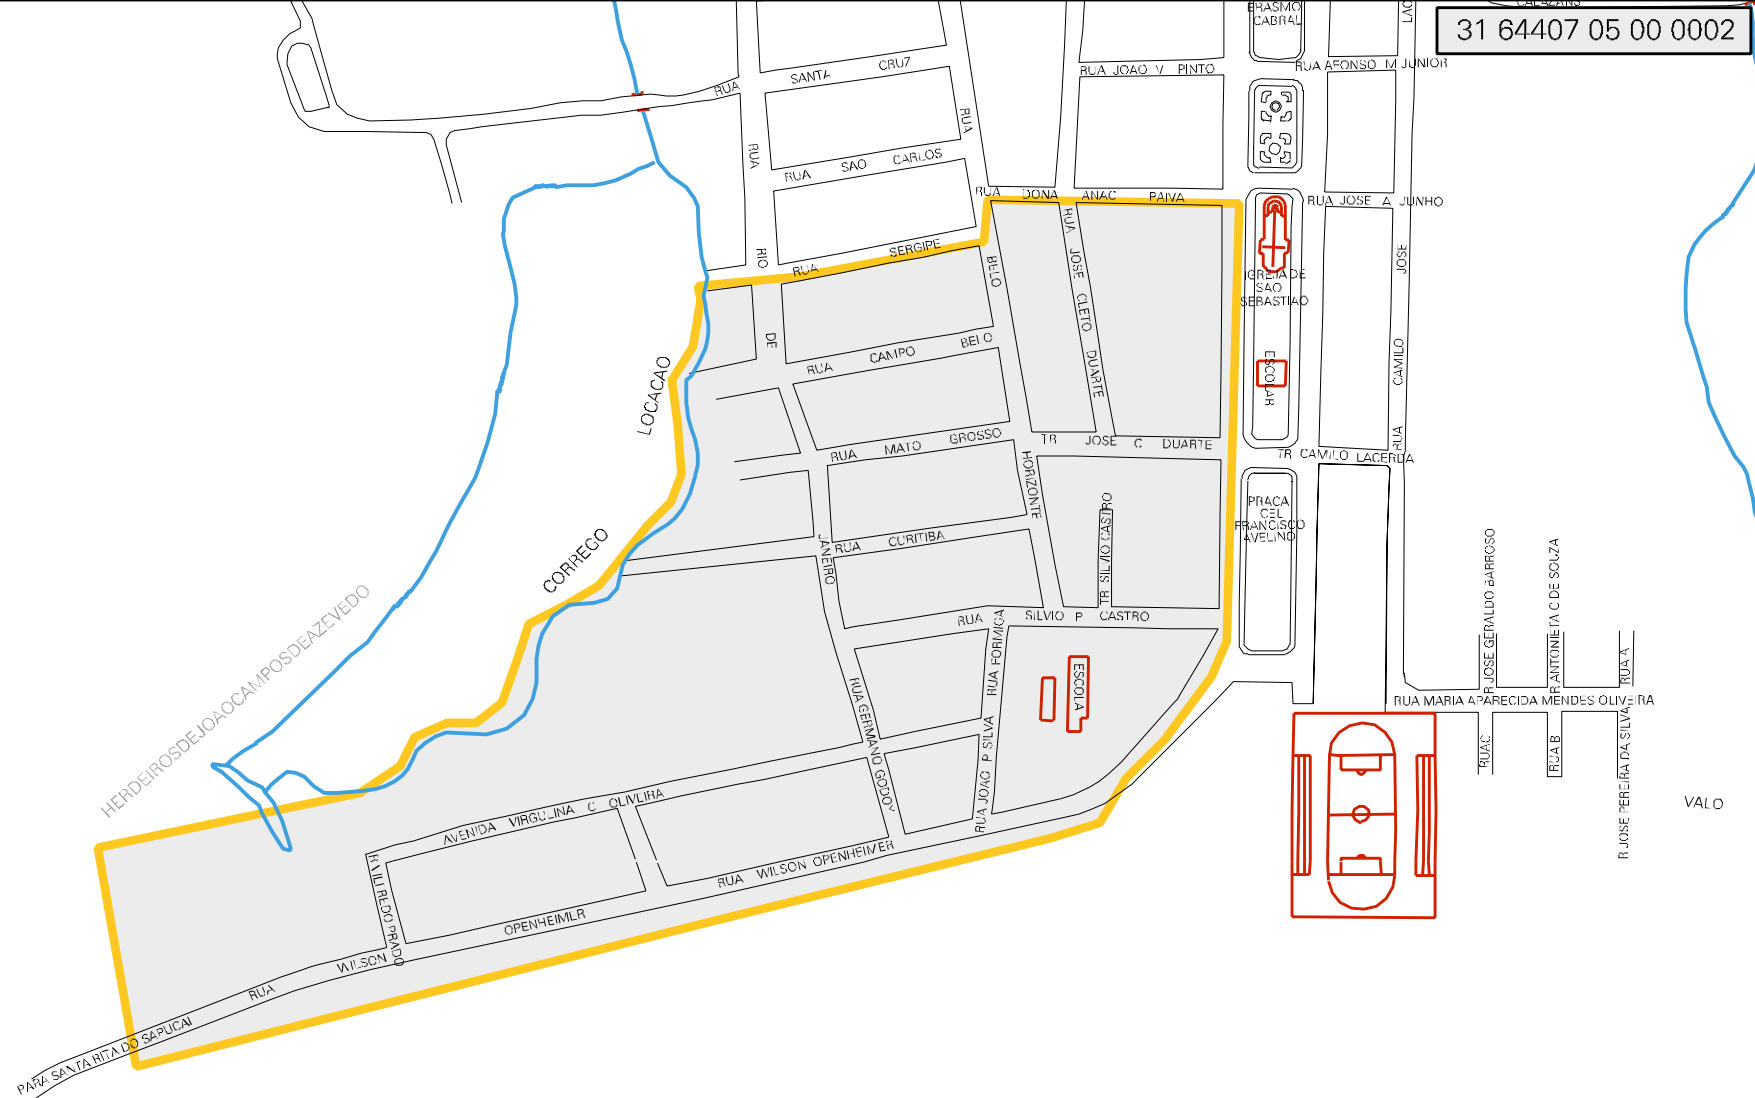 CALAZANS
31 64407 05 00 0002
ERASMO
CABRAL
LAC
RUA SANTA CRUZ
RUA JOAO V PINTO
RUA AFONSO M JUNIOR
RUA
RUA
RUA SAO CARLOS
RUA DONA ANAC PAIVA
RUA JOSE A JUNHO
RUA SERGIPE
RIO
BELO
RUA JOSE CLETO DUARTE
IGREJA DE
SAO
SEBASTIAO
JOSE
DE
RUA CAMPO BELO
LOCACAO
ESCOLAR
CAMILO
RUA
RUA MATO GROSSO
TR JOSE C DUARTE
TR CAMILO LACERDA
HORIZONTE
PRACA
CEL
FRANCISCO
AVELINO
TR SILVIO CASTRO
RUA CURITIBA
JANEIRO
CORREGO
R JOSE GERALDO BARROSO
R ANTONIETA C DE SOUZA
RUA SILVIO P CASTRO
HERDEIROSDEJOAOCAMPOSDEAZEVEDO
RUA FORMIGA
ESCOLA
RUA A
RUA MARIA APARECIDA MENDES OLIVEIRA
RUA GERMANO GODOY
RUA JOAO P SILVA
RUAC
RUA B
R JOSE PEREIRA DA SILVA
VALO
AVENIDA VIRGULINA C OLIVEIRA
RUA WILSON OPENHEIMER
WILSON OPENHEIMER
RUA
PARA SANTA RITA DO SAPUCAI